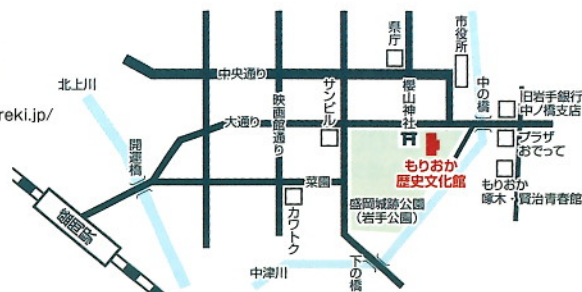 県庁
市役所
北上川
中央通り
reki.jp/
サンビル
映画館通り
大通り
櫻山神社
中の橋
旧岩手銀行
中ノ橋支店
プラザ
おでって
開運橋
もりおか
歴史文化館
菜園
もりおか
啄木・賢治青春館
カワトク
盛岡城跡公園
(岩手公園)
盛岡駅
中津川
下の橋